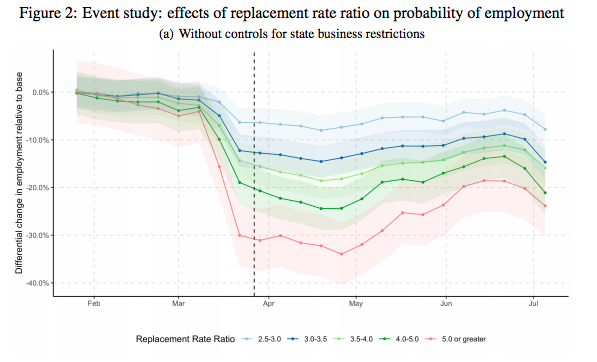 Figure 2: Event study: effects of replacement rate ratio on probability of employment
(a) Without controls for state business restrictions
Differential change in employment relative to base
0.0%
-10.0%
-20.0%
-30.0%
-40.0%
Feb Mar Apr May Jun Jul
Replacement Rate Ratio 2.5-3.0 3.0-3.5 3.5-4.0 4.0-5.0 5.0 or greater